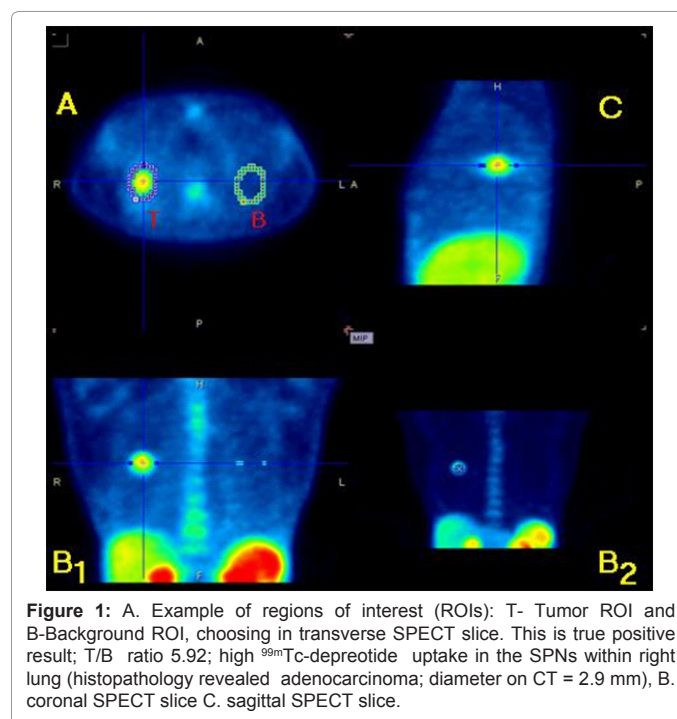 A
A
C
H
R
L
A
P
T
B
P
F
MIP
H
R
L
B1
F
B2
Figure 1: A. Example of regions of interest (ROIs): T- Tumor ROI and
B-Background ROI, choosing in transverse SPECT slice. This is true positive
result; T/B ratio 5.92; high 99mTc-depreotide uptake in the SPNs within right
lung (histopathology revealed adenocarcinoma; diameter on CT = 2.9 mm), B.
coronal SPECT slice C. sagittal SPECT slice.